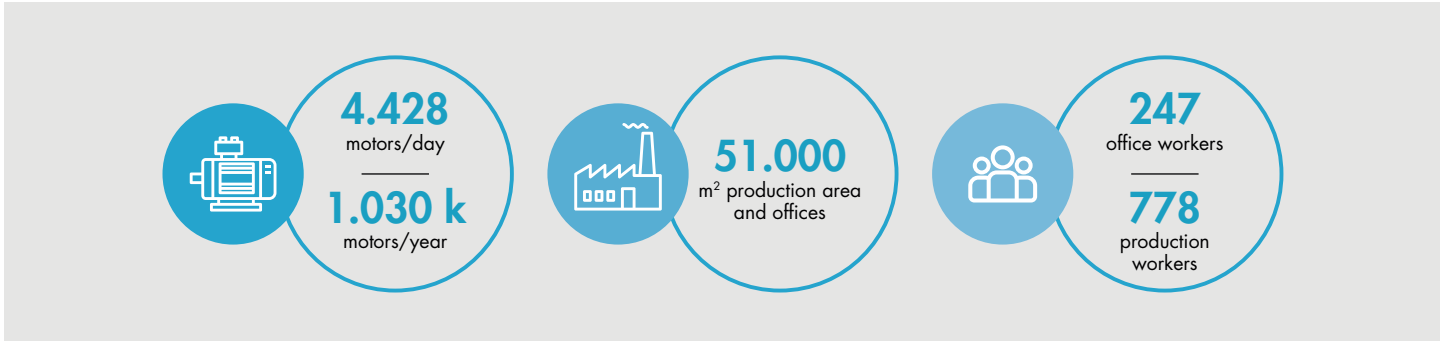 4.428
motors/day
1.030 k
motors/year
51.000
m² production area
and offices
247
office workers
778
production
workers